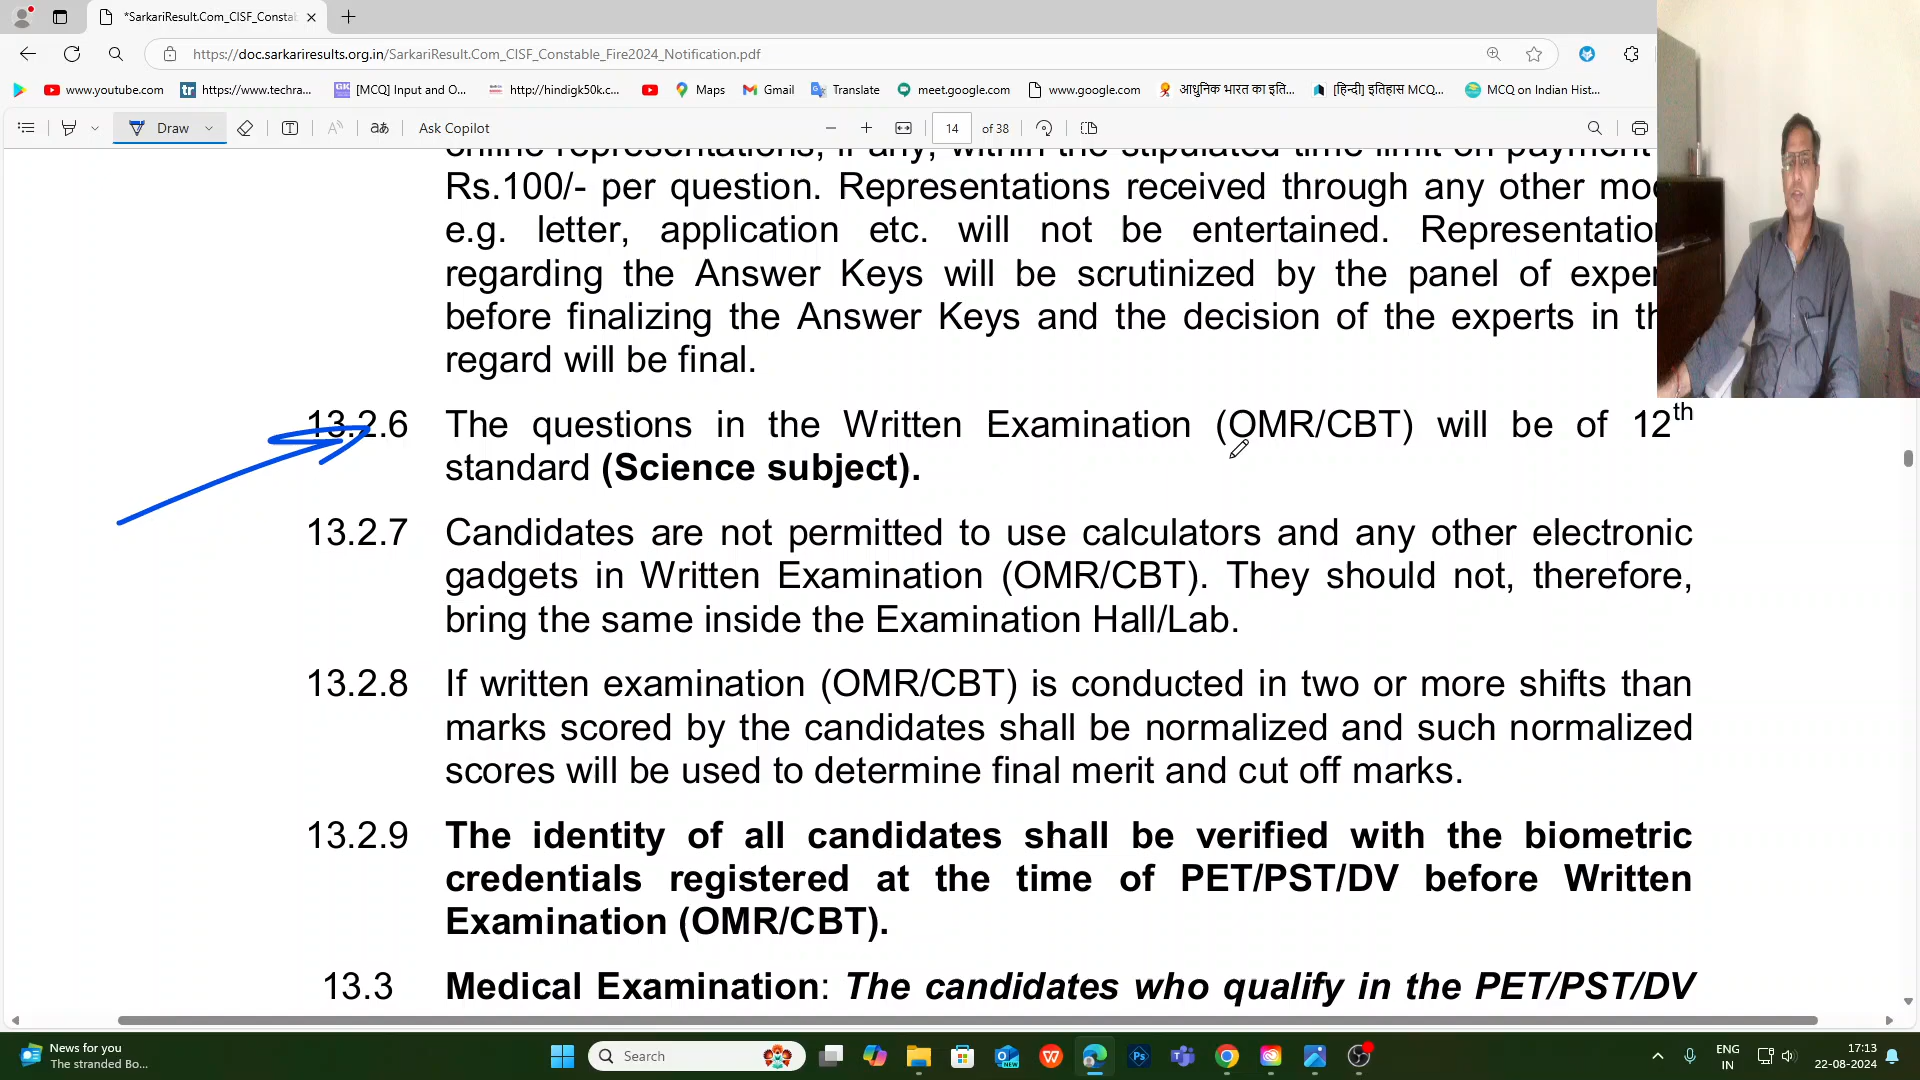 *SarkariResult.Com_CISF_Consta
https://doc.sarkariresults.org.in/SarkariResult.Com_CISF_Constable_Fire2024_Notification.pdf
www.youtube.com https://www.techra... [MCQ] Input and O... http://hindigk50k.c... Maps Gmail Translate meet.google.com www.google.com आधुनिक भारत का इति... [हिन्दी] इतिहास MCQ... MCQ on Indian Hist...
Draw Ask Copilot 14 of 38
online representations, if any, within the stipulated time limit on payment
Rs.100/- per question. Representations received through any other
e.g. letter, application etc. will not be entertained.
regarding the Answer Keys will be scrutinized by the panel of
before finalizing the Answer Keys and the decision of the experts in
regard will be final.
13.2.6 The questions in the Written Examination (OMR/CBT) will be of 12th
standard (Science subject).
13.2.7 Candidates are not permitted to use calculators and any other electronic
gadgets in Written Examination (OMR/CBT). They should not, therefore,
bring the same inside the Examination Hall/Lab.
13.2.8 If written examination (OMR/CBT) is conducted in two or more shifts than
marks scored by the candidates shall be normalized and such normalized
scores will be used to determine final merit and cut off marks.
13.2.9 The identity of all candidates shall be verified with the biometric
credentials registered at the time of PET/PST/DV before Written
Examination (OMR/CBT).
13.3 Medical Examination: The candidates who qualify in the PET/PST/DV
News for you
The stranded Bo...
Search
ENG
IN
17:13
22-08-2024